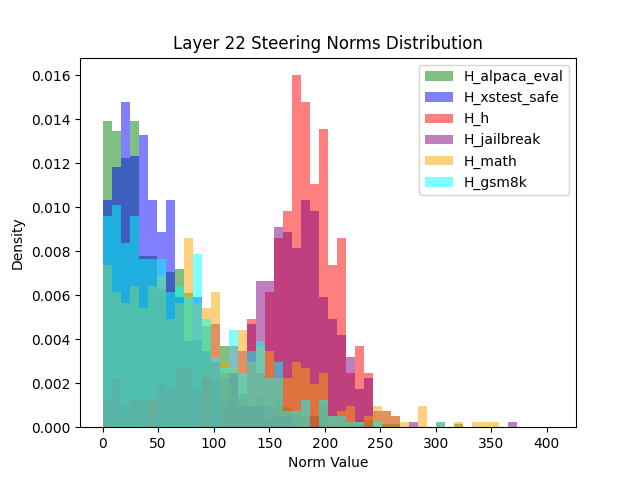 Layer 22 Steering Norms Distribution
0.016
0.014
0.012
0.010
0.008
0.006
0.004
0.002
0.000
Density
H_alpaca_eval
H_xstest_safe
H_h
H_jailbreak
H_math
H_gsm8k
0 50 100 150 200 250 300 350 400
Norm Value